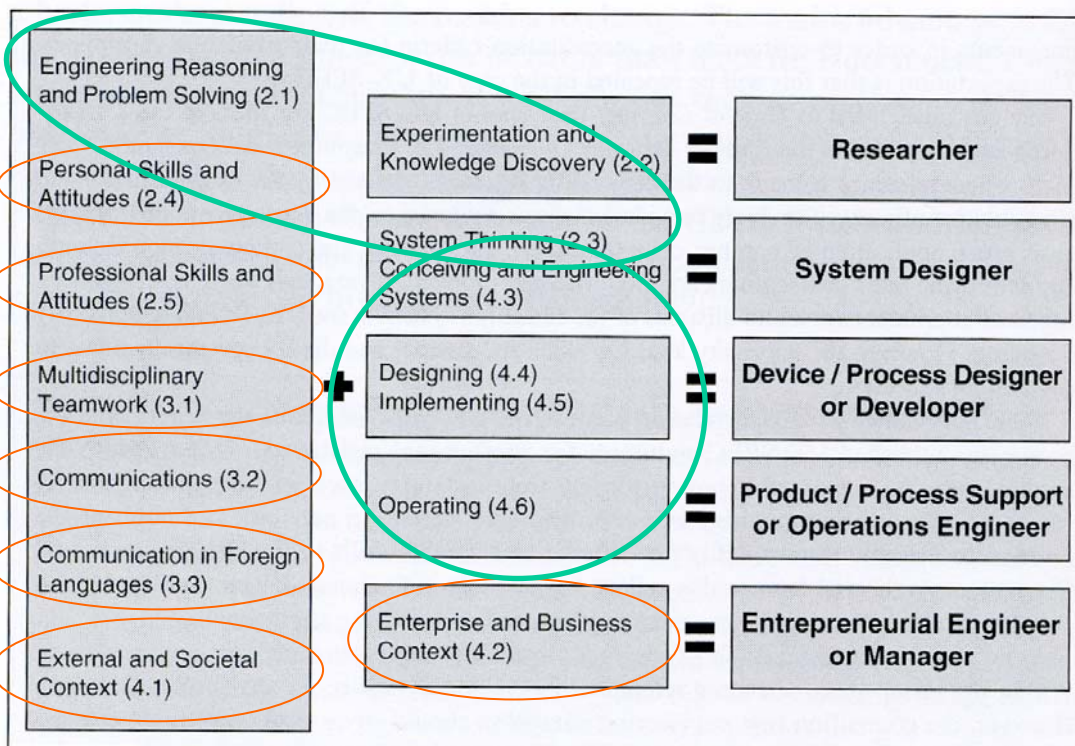 Engineering Reasoning
and Problem Solving (2.1)
Personal Skills and
Attitudes (2.4)
Professional Skills and
Attitudes (2.5)
Multidisciplinary
Teamwork (3.1)
Communications (3.2)
Communication in Foreign
Languages (3.3)
External and Societal
Context (4.1)
+
Experimentation and
Knowledge Discovery (2.2)
=
Researcher
System Thinking (2.3)
Conceiving and Engineering
Systems (4.3)
=
System Designer
Designing (4.4)
Implementing (4.5)
=
Device / Process Designer
or Developer
Operating (4.6)
=
Product / Process Support
or Operations Engineer
Enterprise and Business
Context (4.2)
=
Entrepreneurial Engineer
or Manager